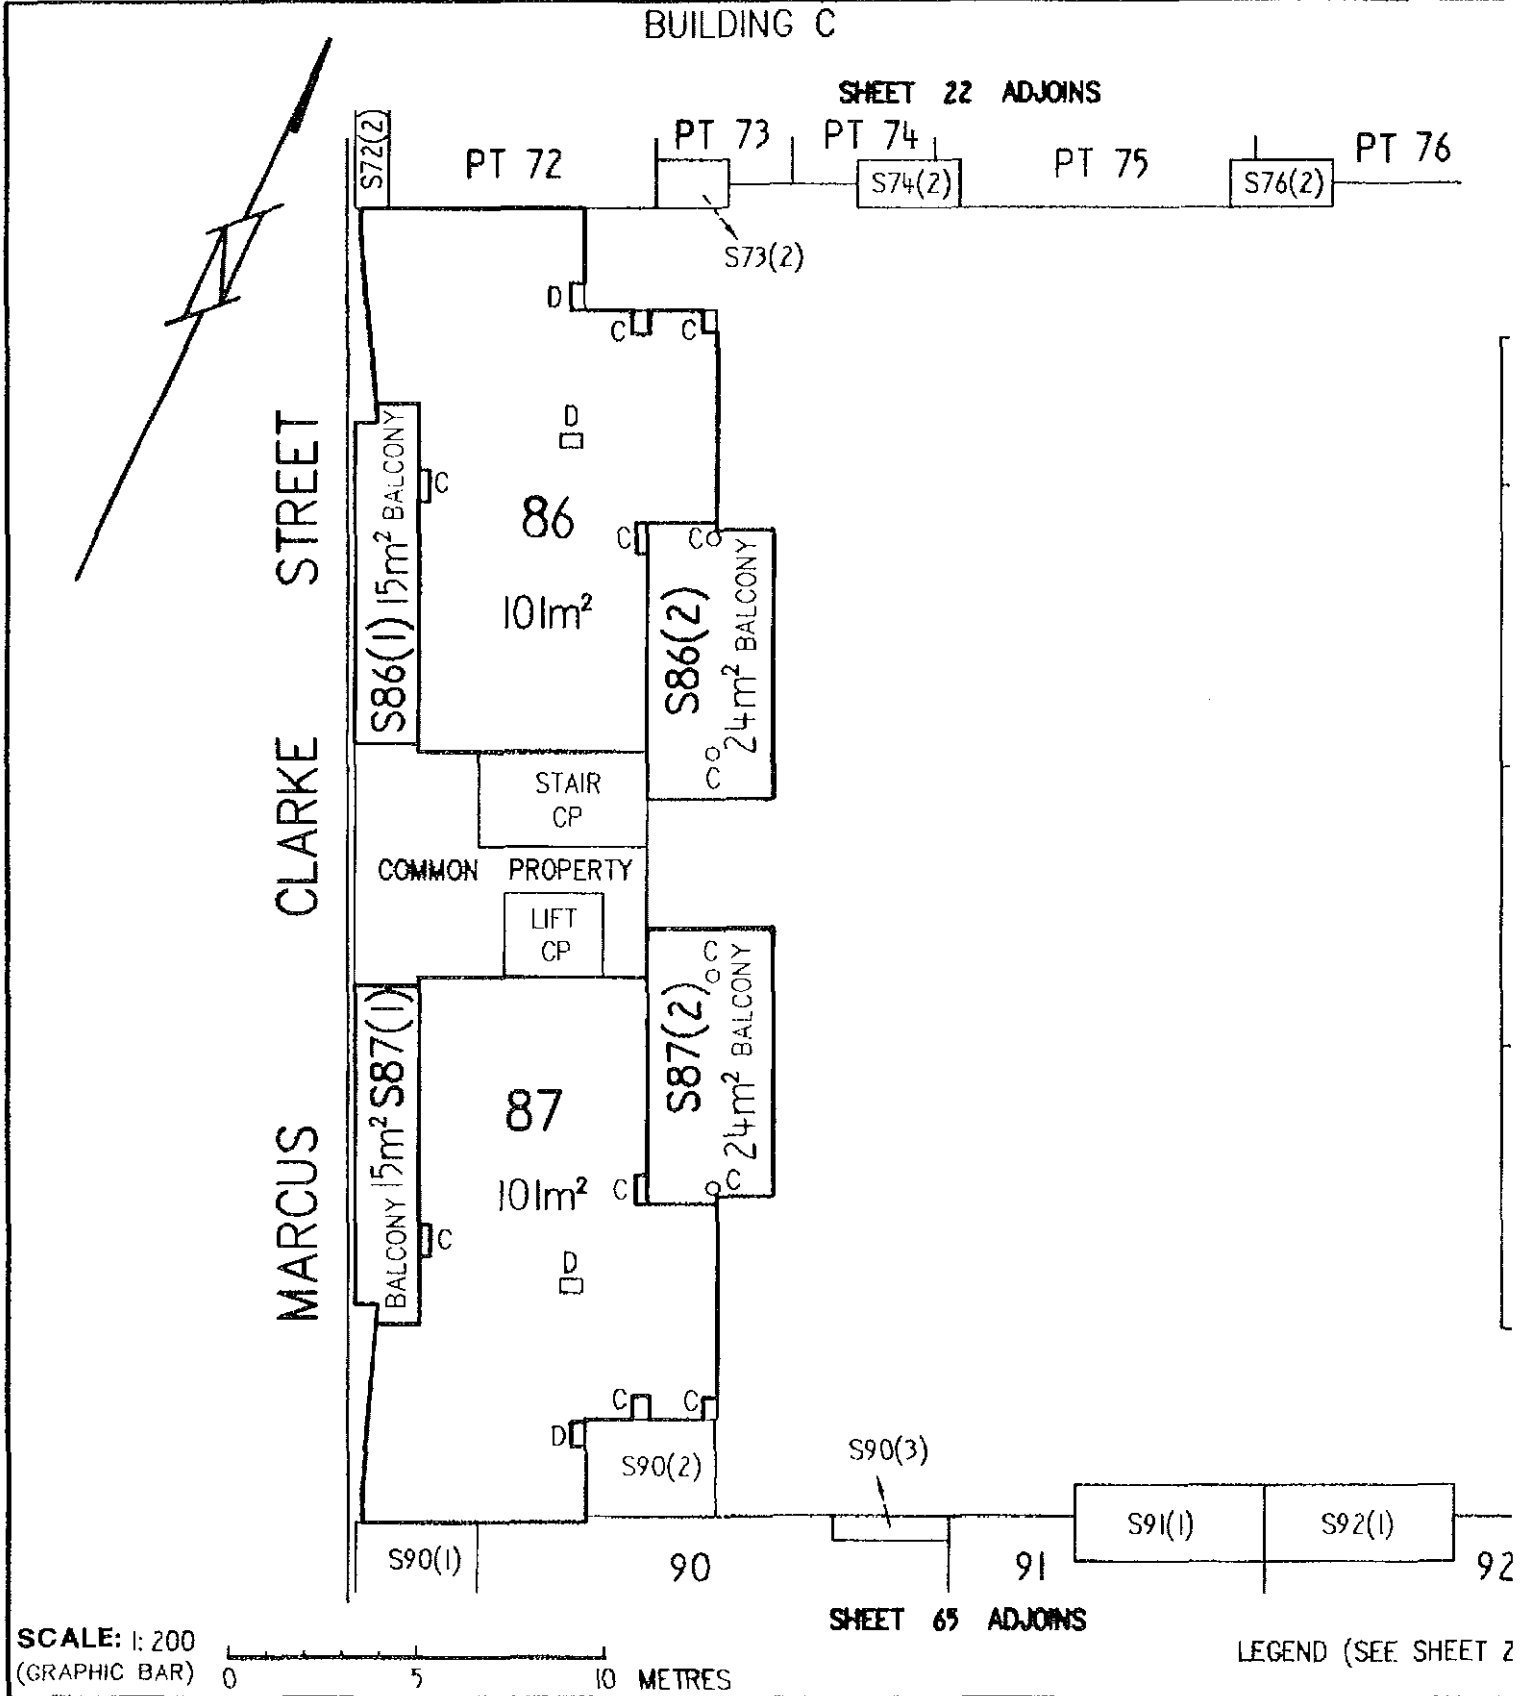 BUILDING C
SHEET 22 ADJOINS
S72(2)
PT 72
PT 73
PT 74
PT 75
PT 76
S74(2)
S76(2)
S73(2)
D
C
C
D
C
86
101m²
S86(1) 15m² BALCONY
C
C
S86(2)
24m² BALCONY
C
STAIR
CP
COMMON PROPERTY
LIFT
CP
MARCUS CLARKE STREET
BALCONY 15m² S87(1)
C
S87(2)
24m² BALCONY
87
101m²
C
C
C
D
C
C
D
S90(2)
S90(3)
S90(1)
90
91
S91(1)
S92(1)
92
SHEET 65 ADJOINS
SCALE: 1:200
(GRAPHIC BAR)
0 5 10 METRES
LEGEND (SEE SHEET